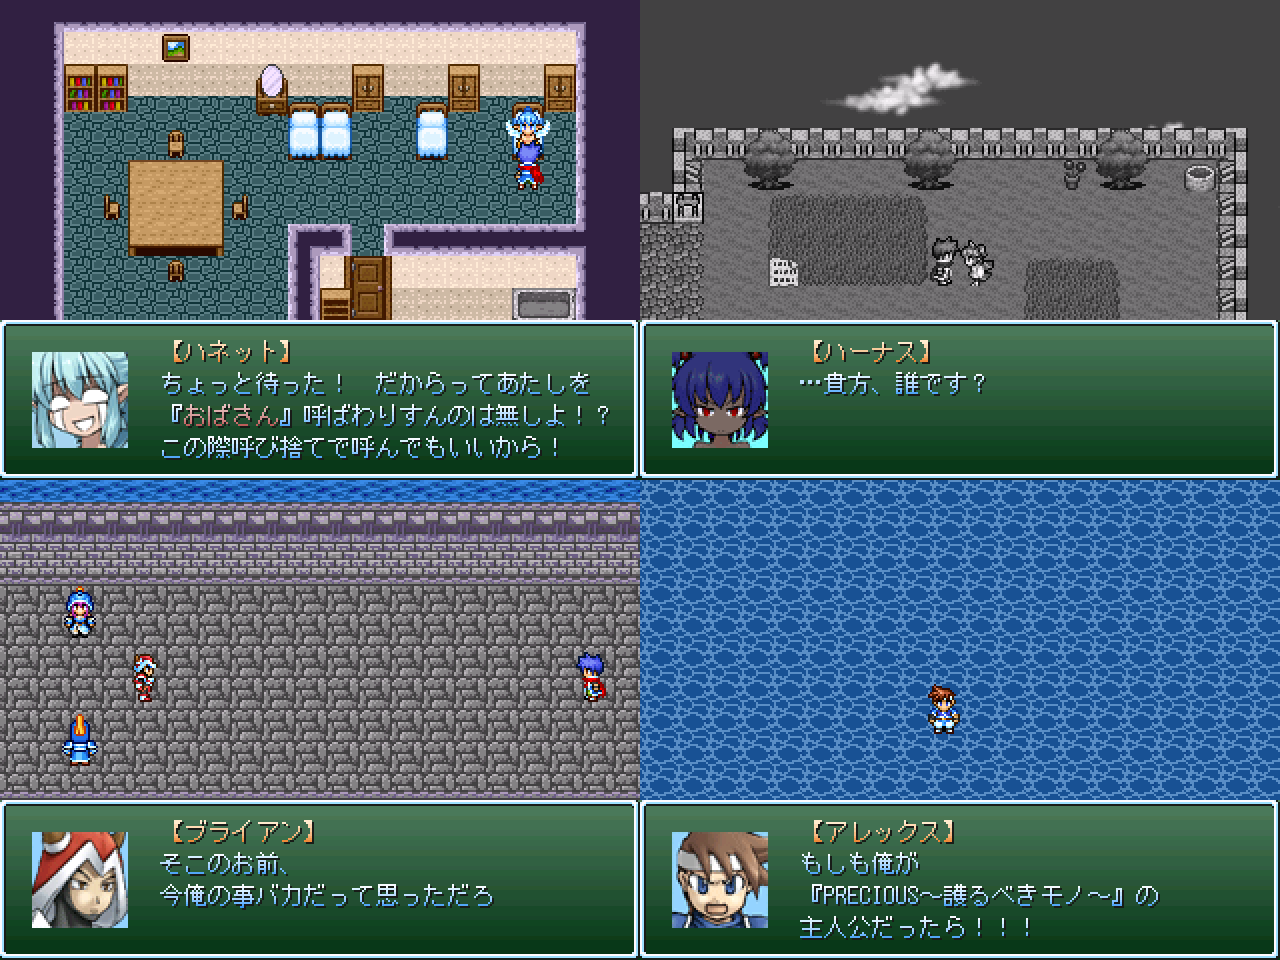 【ハネット】
ちょっと待った！　だからってあたしを
『おばさん』呼ばわりすんのは無しよ！？
この際呼び捨てで呼んでもいいから！
【ハーナス】
…貴方、誰です？
【ブライアン】
そこのお前、
今俺の事バカだって思っただろ
【アレックス】
もしも俺が
『PRECIOUS～護るべきモノ～』の
主人公だったら！！！